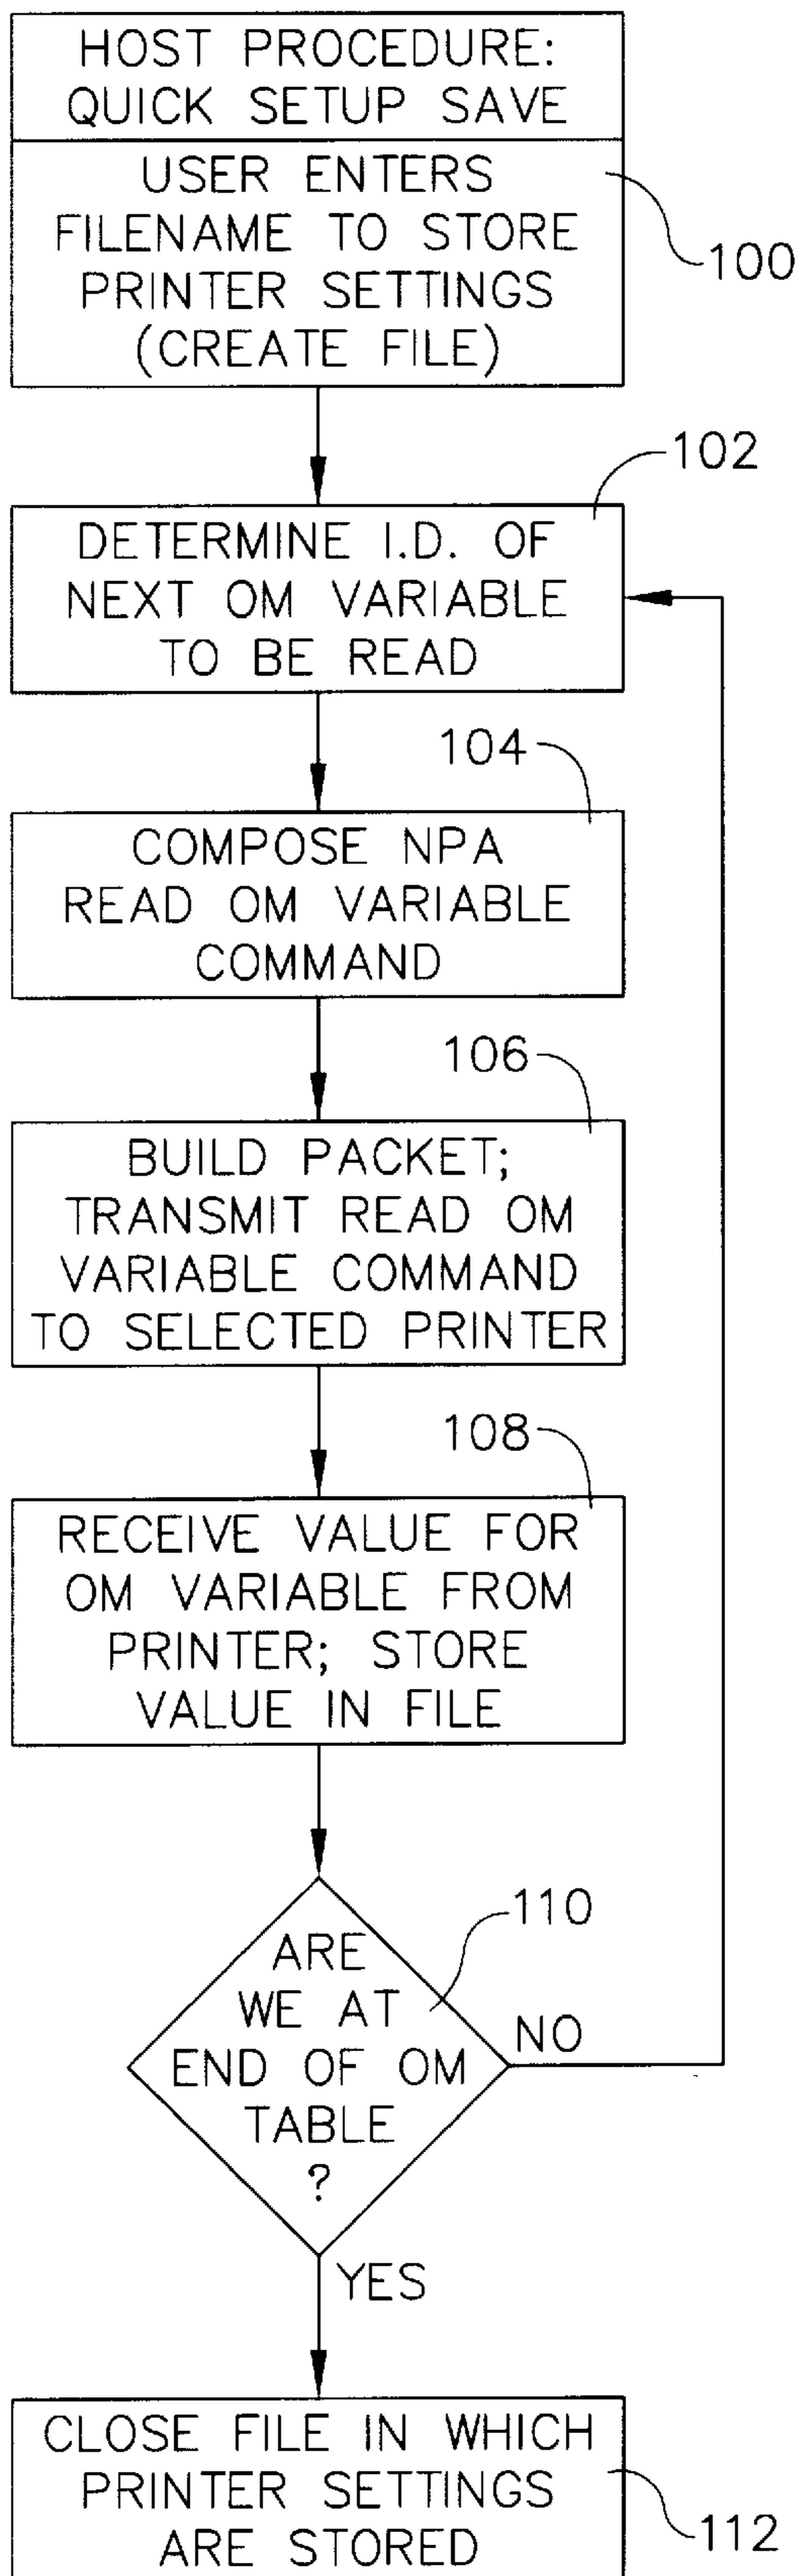 HOST PROCEDURE:
QUICK SETUP SAVE
USER ENTERS
FILENAME TO STORE
PRINTER SETTINGS
(CREATE FILE)
100
102
DETERMINE I.D. OF
NEXT OM VARIABLE
TO BE READ
104
COMPOSE NPA
READ OM VARIABLE
COMMAND
106
BUILD PACKET;
TRANSMIT READ OM
VARIABLE COMMAND
TO SELECTED PRINTER
108
RECEIVE VALUE FOR
OM VARIABLE FROM
PRINTER; STORE
VALUE IN FILE
110
ARE
WE AT
END OF OM
TABLE
?
NO
YES
CLOSE FILE IN WHICH
PRINTER SETTINGS
ARE STORED
112